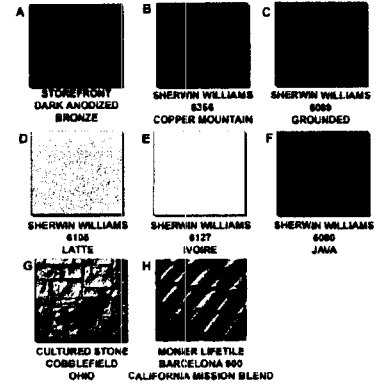 A
STOREFRONT
DARK ANODIZED
BRONZE
B
SHERWIN WILLIAMS
6356
COPPER MOUNTAIN
C
SHERWIN WILLIAMS
6089
GROUNDED
D
SHERWIN WILLIAMS
6108
LATTE
E
SHERWIN WILLIAMS
6127
IVOIRE
F
SHERWIN WILLIAMS
6090
JAVA
G
CULTURED STONE
COBBLEFIELD
OHIO
H
MONIER LIFETILE
BARCELONA 900
CALIFORNIA MISSION BLEND